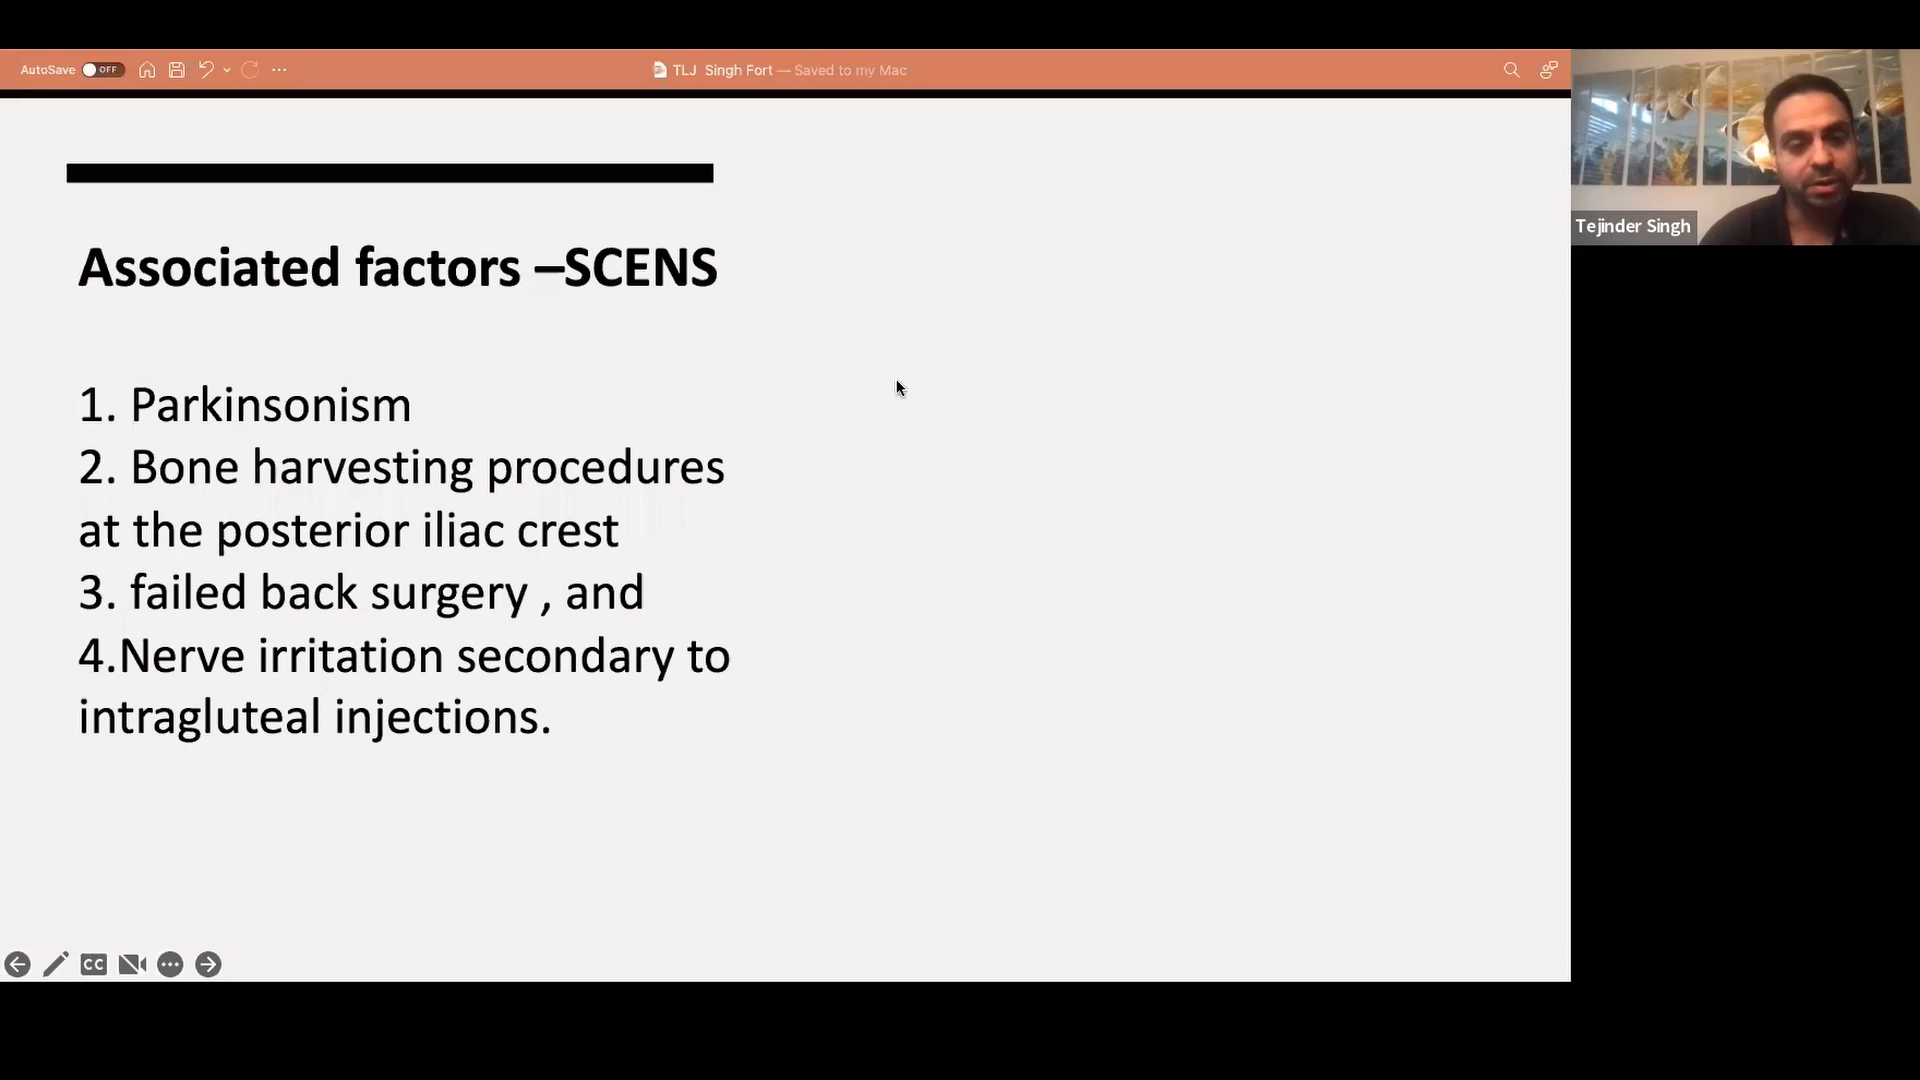 AutoSave OFF TLJ Singh Fort — Saved to my Mac
Tejinder Singh
Associated factors –SCENS
1. Parkinsonism
2. Bone harvesting procedures
at the posterior iliac crest
3. failed back surgery , and
4.Nerve irritation secondary to
intragluteal injections.
CC